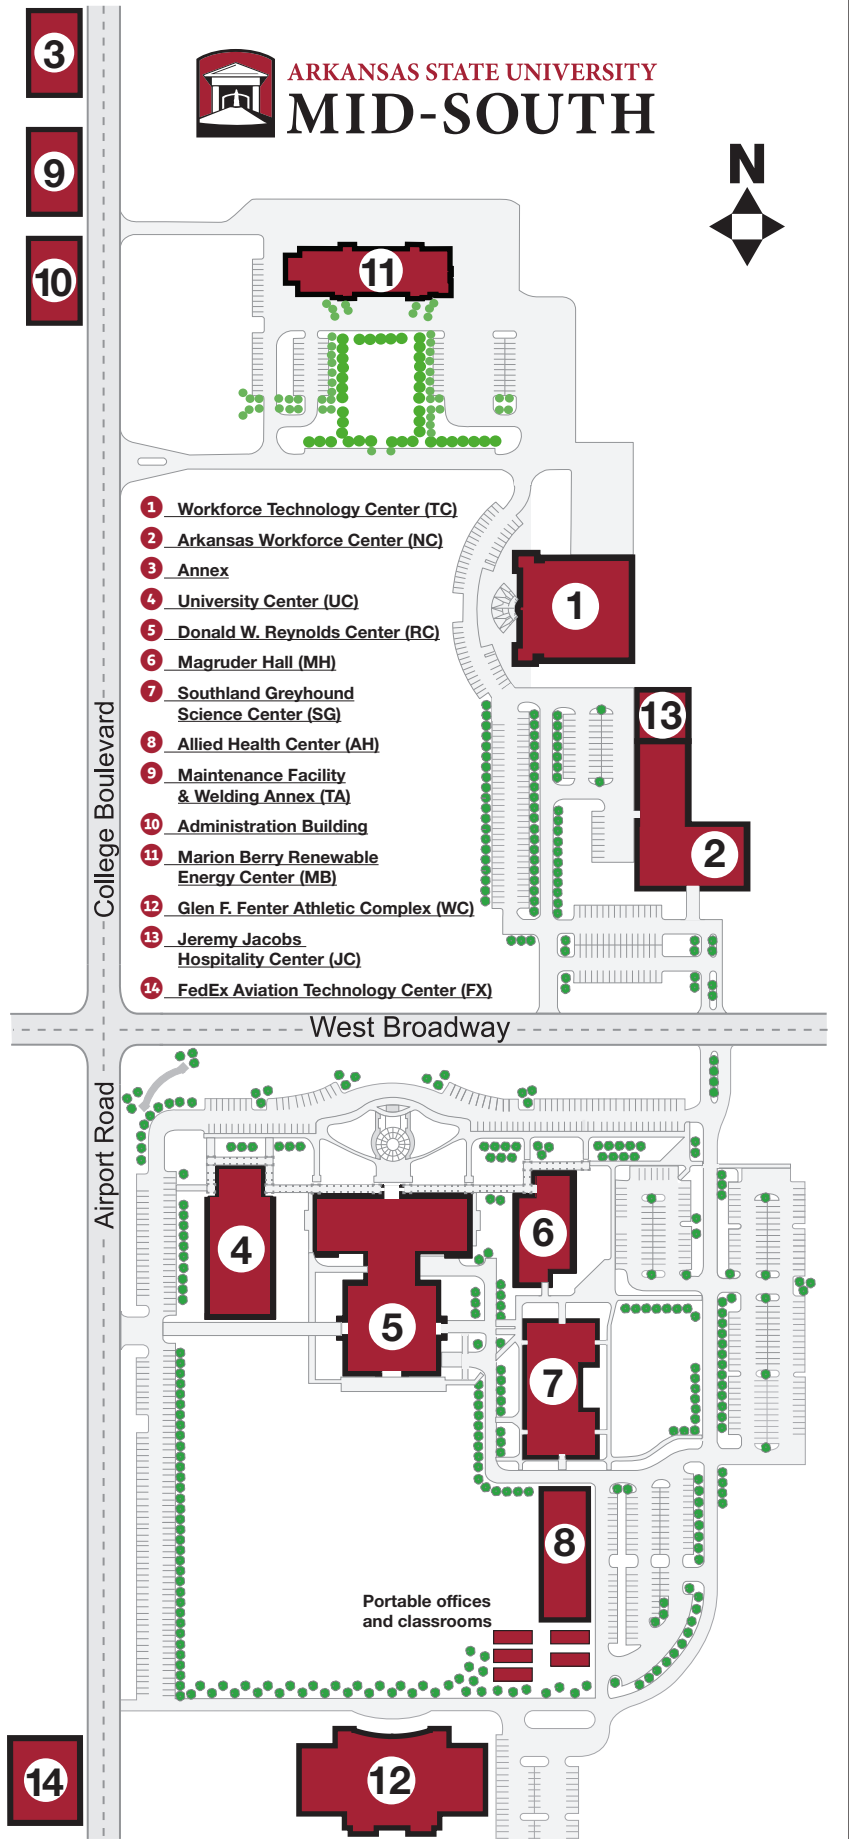 ARKANSAS STATE UNIVERSITY
MID-SOUTH
N
3
9
10
11
1 Workforce Technology Center (TC)
2 Arkansas Workforce Center (NC)
3 Annex
4 University Center (UC)
5 Donald W. Reynolds Center (RC)
6 Magruder Hall (MH)
7 Southland Greyhound
Science Center (SG)
8 Allied Health Center (AH)
9 Maintenance Facility
& Welding Annex (TA)
10 Administration Building
11 Marion Berry Renewable
Energy Center (MB)
12 Glen F. Fenter Athletic Complex (WC)
13 Jeremy Jacobs
Hospitality Center (JC)
14 FedEx Aviation Technology Center (FX)
1
13
2
College Boulevard
West Broadway
Airport Road
4
6
5
7
8
Portable offices
and classrooms
14
12